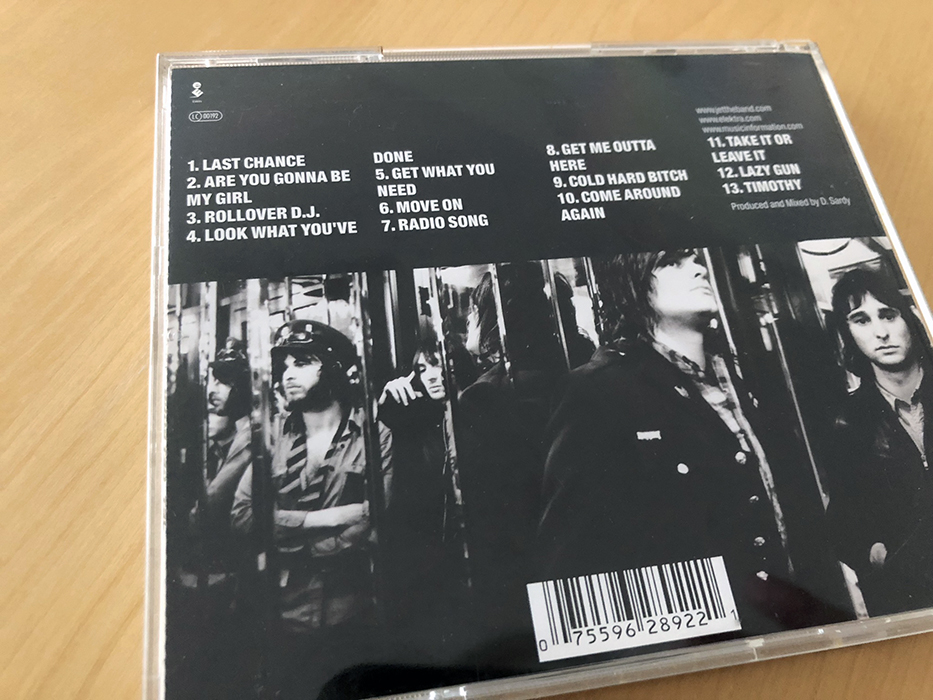 LC 00192
1. LAST CHANCE
2. ARE YOU GONNA BE
MY GIRL
3. ROLLOVER D.J.
4. LOOK WHAT YOU'VE
DONE
5. GET WHAT YOU
NEED
6. MOVE ON
7. RADIO SONG
8. GET ME OUTTA
HERE
9. COLD HARD BITCH
10. COME AROUND
AGAIN
www.jettheband.com
www.elektra.com
www.musicinformation.com
11. TAKE IT OR
LEAVE IT
12. LAZY GUN
13. TIMOTHY
Produced and Mixed by D. Sardy
0 75596 28922 1